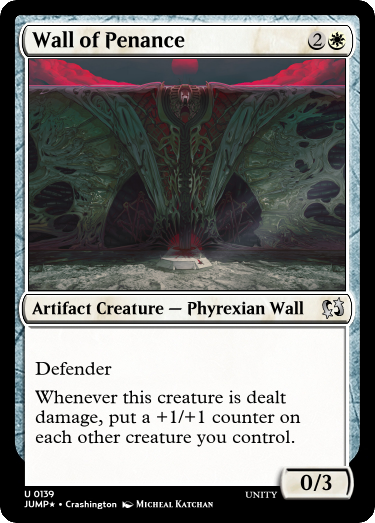 Wall of Penance 2
Artifact Creature — Phyrexian Wall
Defender
Whenever this creature is dealt
damage, put a +1/+1 counter on
each other creature you control.
0/3
U 0139
JUMP★ • Crashington Micheal Katchan
UNITY